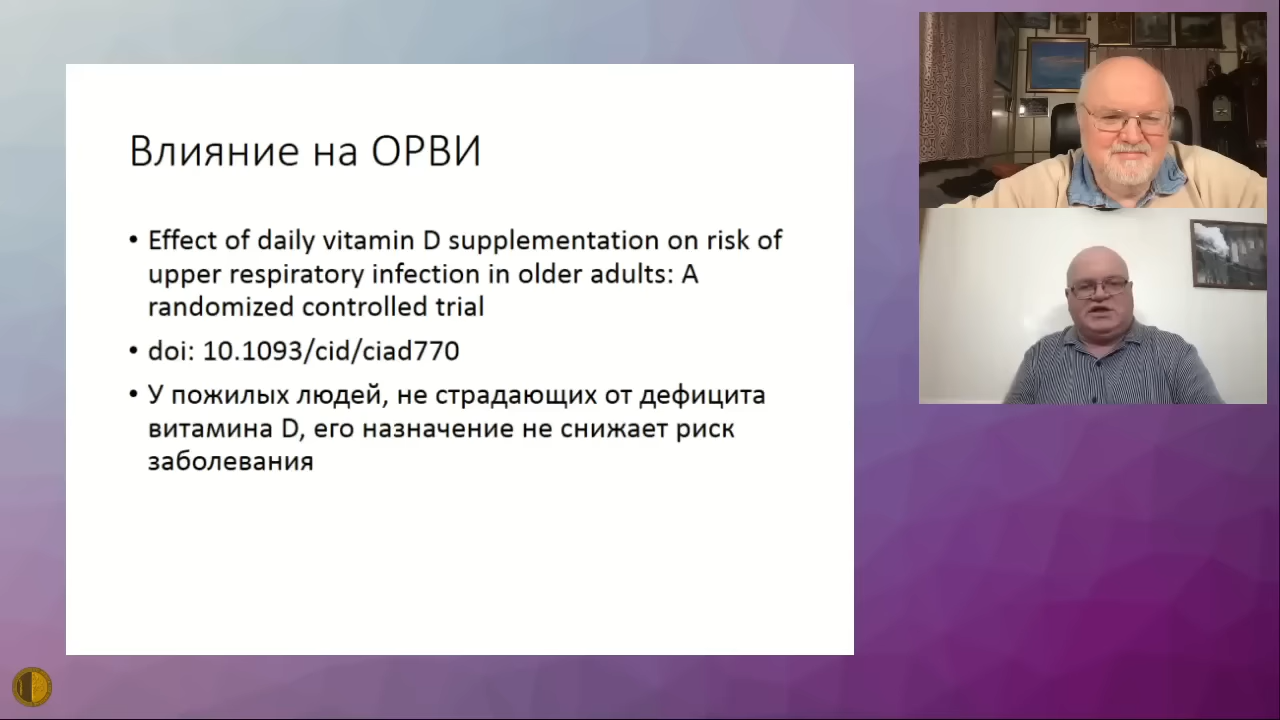 Влияние на ОРВИ
• Effect of daily vitamin D supplementation on risk of
upper respiratory infection in older adults: A
randomized controlled trial
• doi: 10.1093/cid/ciad770
• У пожилых людей, не страдающих от дефицита
витамина D, его назначение не снижает риск
заболевания